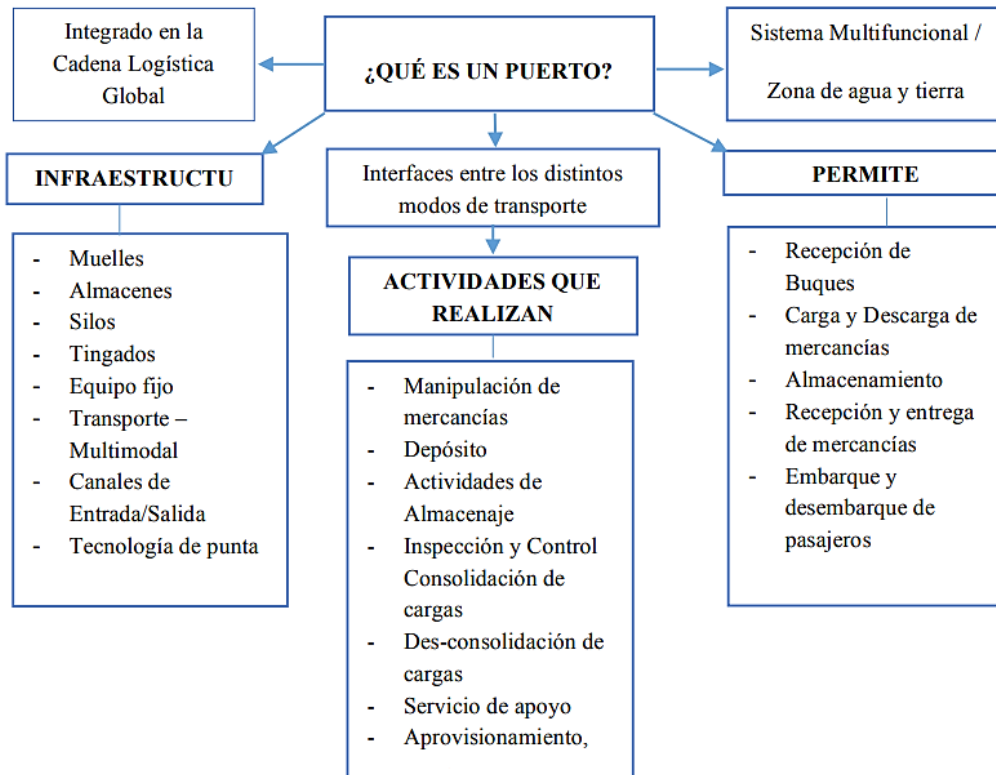 Integrado en la
Cadena Logística
Global
¿QUÉ ES UN PUERTO?
Sistema Multifuncional /
Zona de agua y tierra
INFRAESTRUCTU
- Muelles
- Almacenes
- Silos
- Tingados
- Equipo fijo
- Transporte –
Multimodal
- Canales de
Entrada/Salida
- Tecnología de punta
Interfaces entre los distintos
modos de transporte
ACTIVIDADES QUE
REALIZAN
- Manipulación de
mercancías
- Depósito
- Actividades de
Almacenaje
- Inspección y Control
Consolidación de
cargas
- Des-consolidación de
cargas
- Servicio de apoyo
- Aprovisionamiento,
PERMITE
- Recepción de
Buques
- Carga y Descarga de
mercancías
- Almacenamiento
- Recepción y entrega
de mercancías
- Embarque y
desembarque de
pasajeros